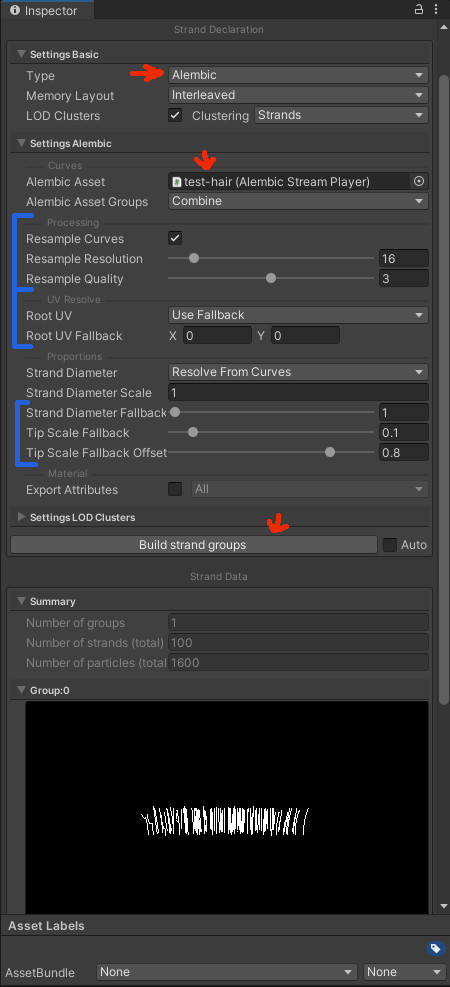 Inspector
Strand Declaration
Settings Basic
Type Alembic
Memory Layout Interleaved
LOD Clusters Clustering Strands
Settings Alembic
Curves
Alembic Asset test-hair (Alembic Stream Player)
Alembic Asset Groups Combine
Processing
Resample Curves
Resample Resolution 16
Resample Quality 3
UV Resolve
Root UV Use Fallback
Root UV Fallback X 0 Y 0
Proportions
Strand Diameter Resolve From Curves
Strand Diameter Scale 1
Strand Diameter Fallback 1
Tip Scale Fallback 0.1
Tip Scale Fallback Offset 0.8
Material
Export Attributes All
Settings LOD Clusters
Build strand groups Auto
Strand Data
Summary
Number of groups 1
Number of strands (total) 100
Number of particles (total 1600
Group:0
Asset Labels
AssetBundle None None